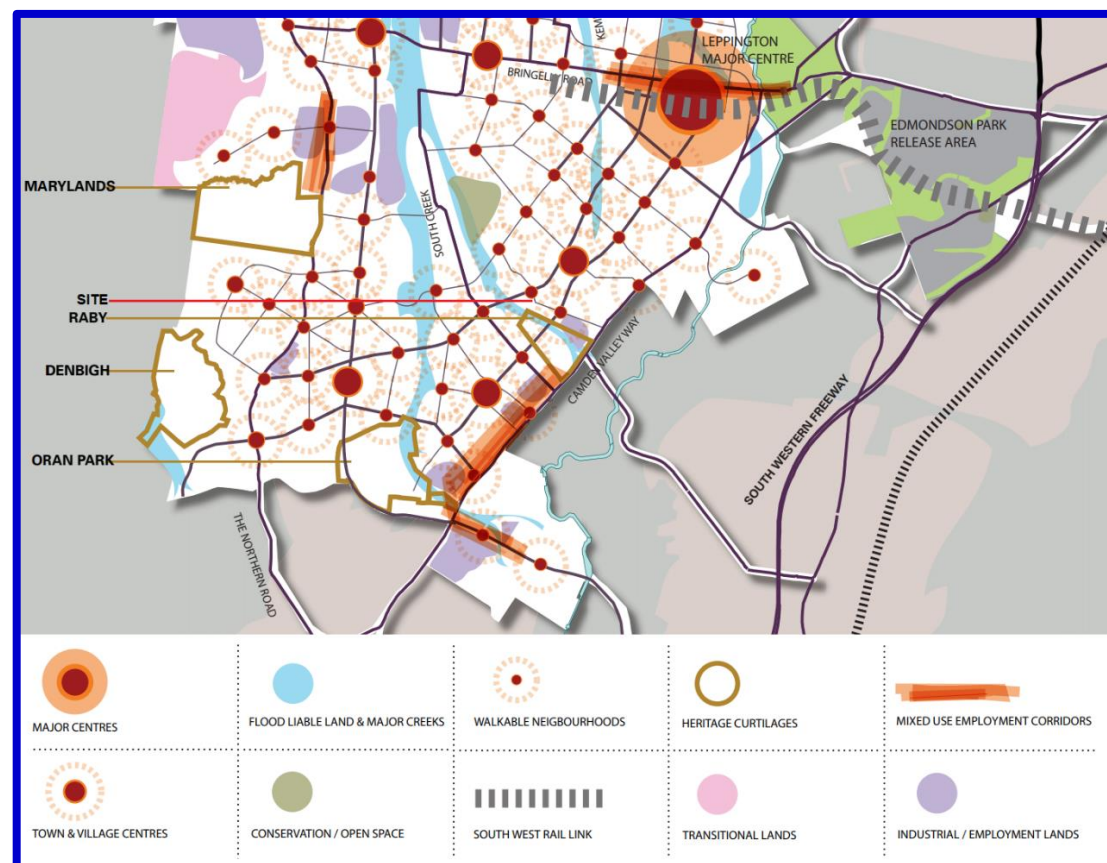 LEPPINGTON
MAJOR CENTRE
BRINGELLY ROAD
EDMONDSON PARK
RELEASE AREA
MARYLANDS
SOUTH CREEK
SITE
RABY
CAMDEN VALLEY WAY
DENBIGH
SOUTH WESTERN FREEWAY
ORAN PARK
THE NORTHERN ROAD
MAJOR CENTRES
FLOOD LIABLE LAND & MAJOR CREEKS
WALKABLE NEIGBOURHOODS
HERITAGE CURTILAGES
MIXED USE EMPLOYMENT CORRIDORS
TOWN & VILLAGE CENTRES
CONSERVATION / OPEN SPACE
SOUTH WEST RAIL LINK
TRANSITIONAL LANDS
INDUSTRIAL / EMPLOYMENT LANDS